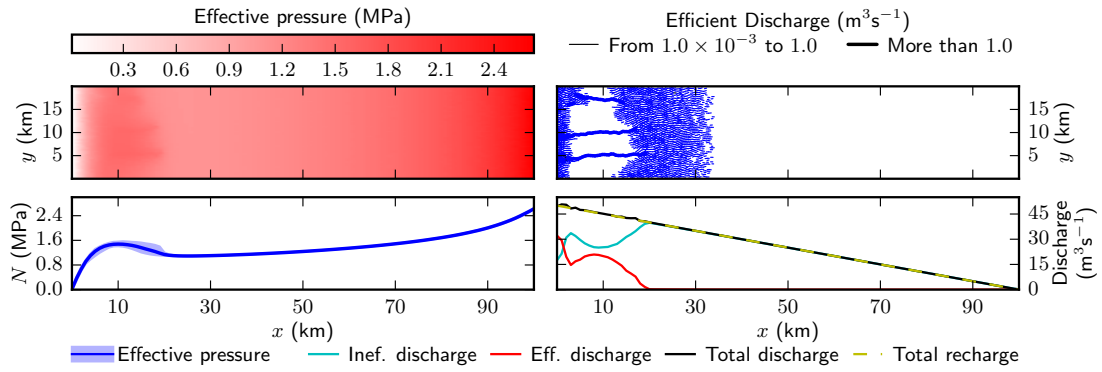 Effective pressure (MPa)
0.3 0.6 0.9 1.2 1.5 1.8 2.1 2.4
Efficient Discharge (m³s⁻¹)
From 1.0 × 10⁻³ to 1.0
More than 1.0
y (km)
15
10
5
15
10
5
y (km)
N (MPa)
2.4
1.6
0.8
0.0
10 30 50 70 90
x (km)
45
30
15
0
Discharge
(m³s⁻¹)
10 30 50 70 90
x (km)
Effective pressure
Inef. discharge
Eff. discharge
Total discharge
Total recharge